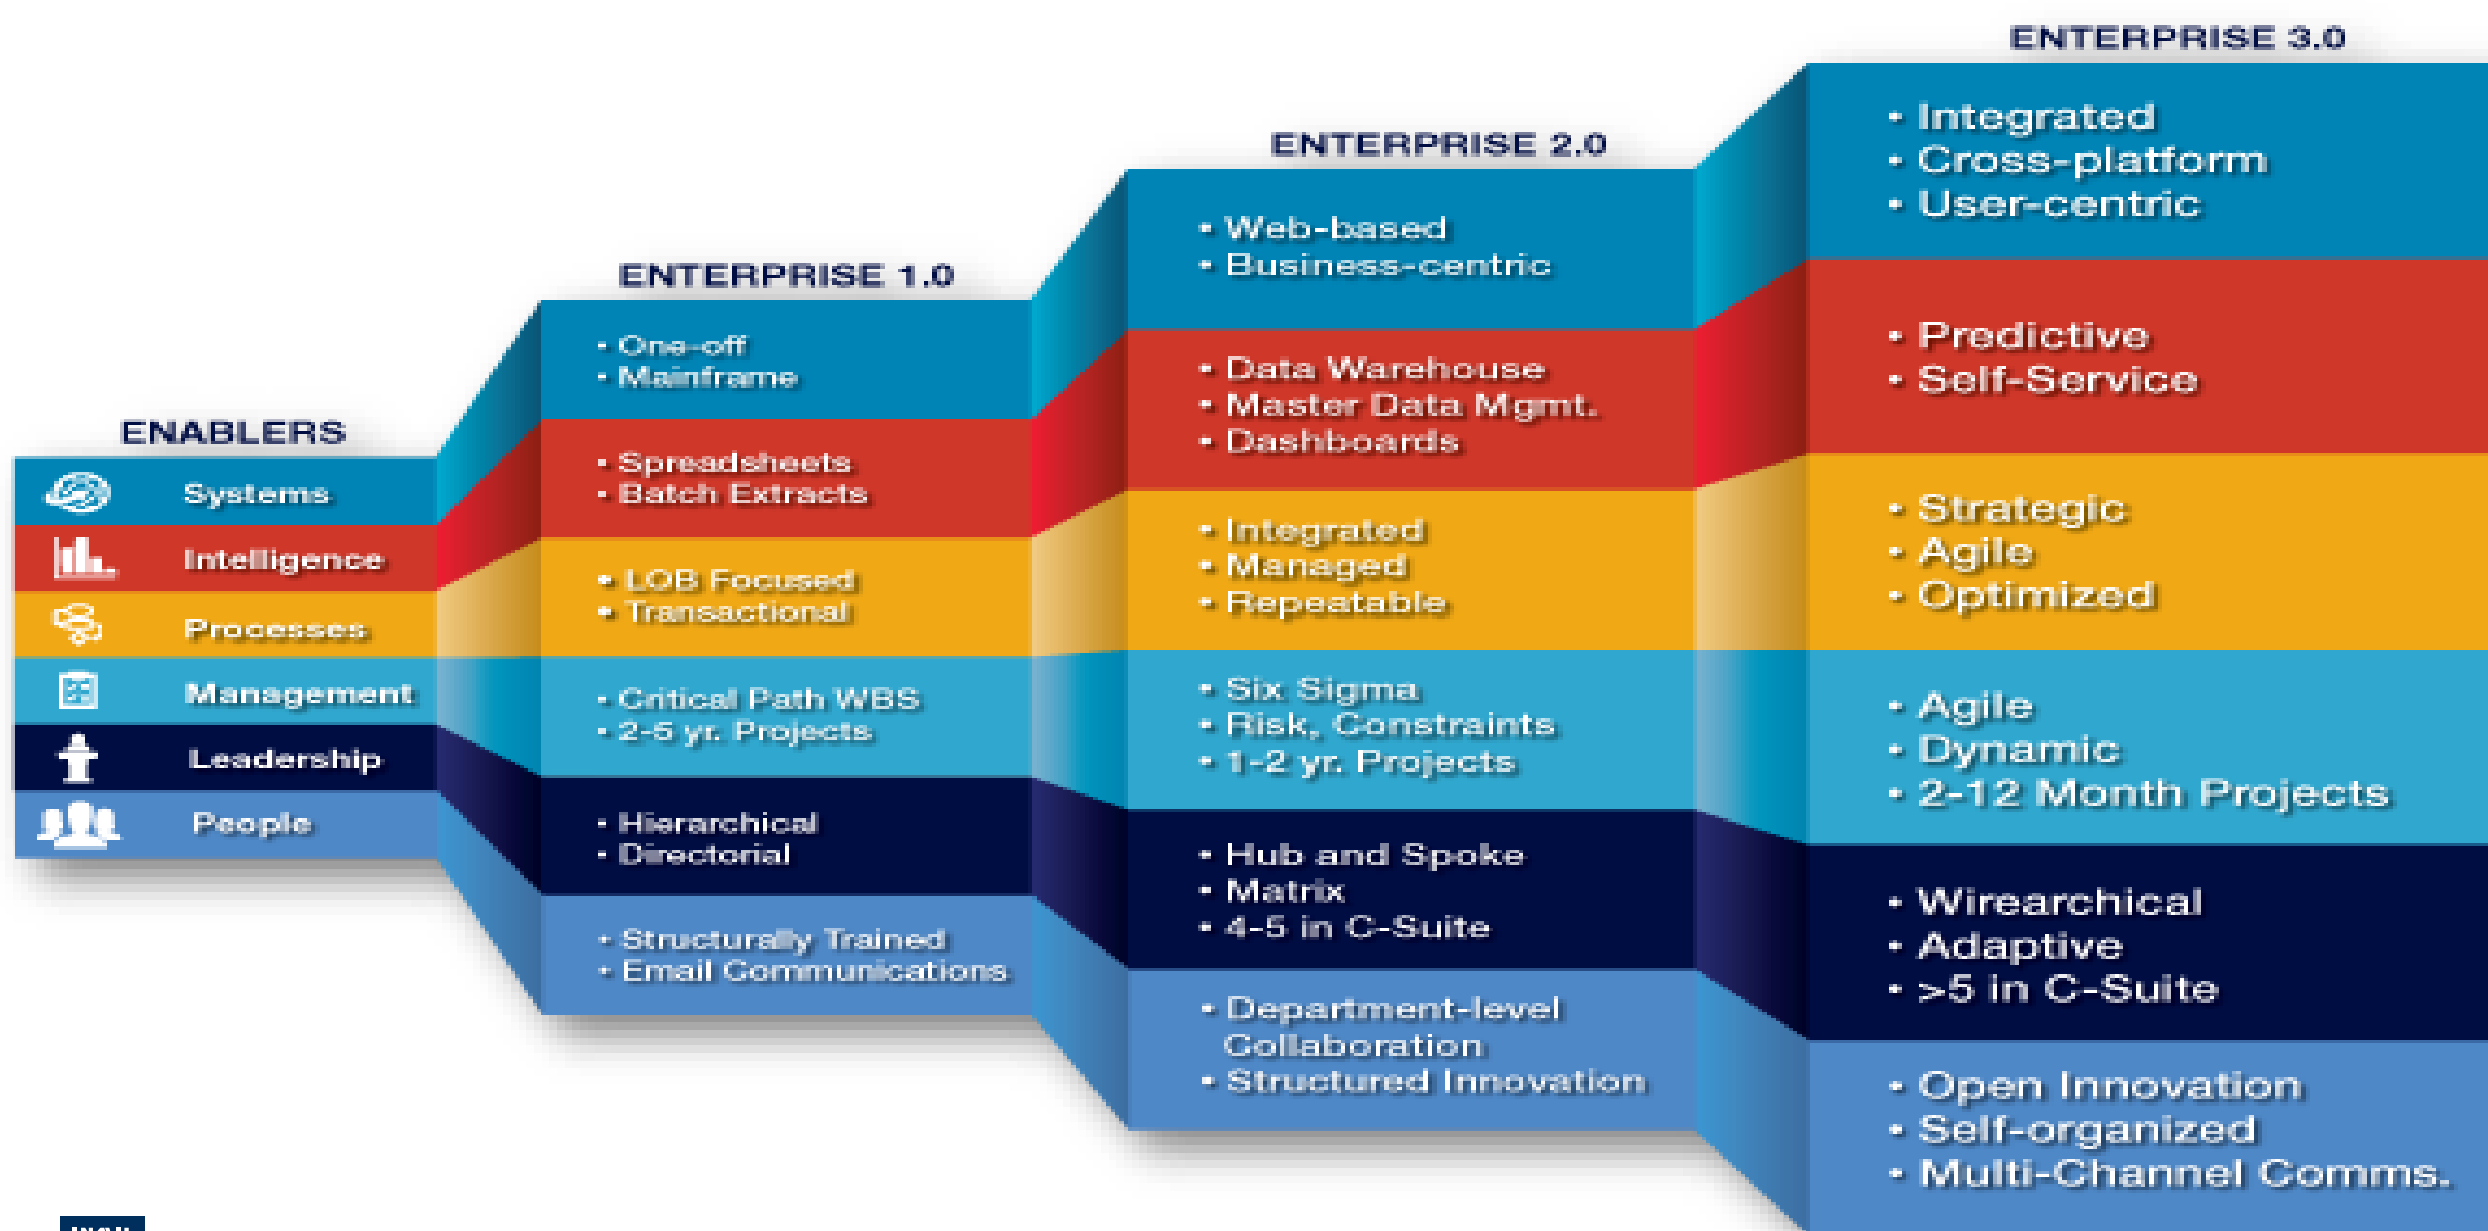 ENABLERS
Systems
Intelligence
Processes
Management
Leadership
People
ENTERPRISE 1.0
• One-off
• Mainframe
• Spreadsheets
• Batch Extracts
• LOB Focused
• Transactional
• Critical Path WBS
• 2-5 yr. Projects
• Hierarchical
• Directorial
• Structurally Trained
• Email Communications
ENTERPRISE 2.0
• Web-based
• Business-centric
• Data Warehouse
• Master Data Mgmt.
• Dashboards
• Integrated
• Managed
• Repeatable
• Six Sigma
• Risk, Constraints
• 1-2 yr. Projects
• Hub and Spoke
• Matrix
• 4-5 in C-Suite
• Department-level
Collaboration
• Structured Innovation
ENTERPRISE 3.0
• Integrated
• Cross-platform
• User-centric
• Predictive
• Self-Service
• Strategic
• Agile
• Optimized
• Agile
• Dynamic
• 2-12 Month Projects
• Wirearchical
• Adaptive
• >5 in C-Suite
• Open Innovation
• Self-organized
• Multi-Channel Comms.